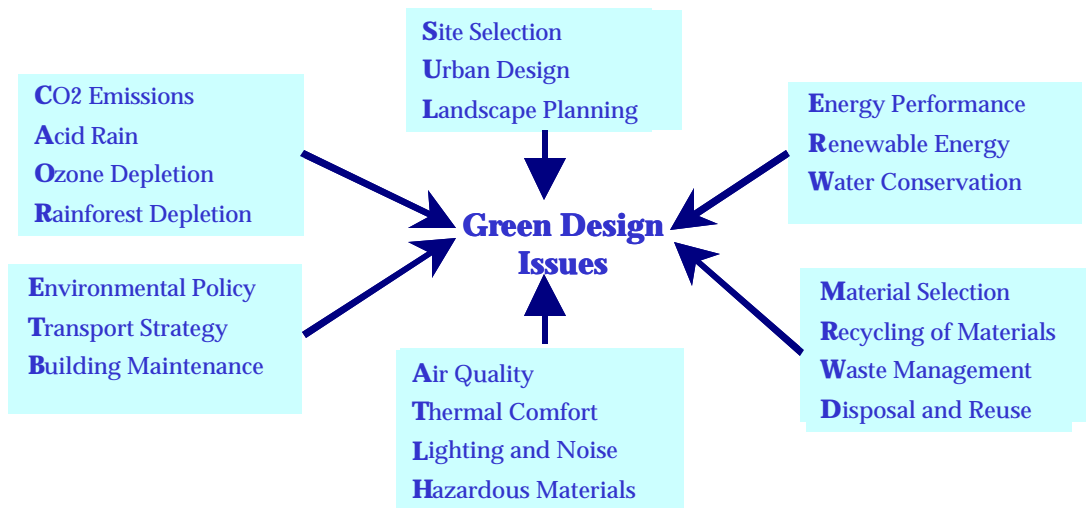 Site Selection
Urban Design
Landscape Planning
CO2 Emissions
Acid Rain
Ozone Depletion
Rainforest Depletion
Energy Performance
Renewable Energy
Water Conservation
Green Design
Issues
Environmental Policy
Transport Strategy
Building Maintenance
Material Selection
Recycling of Materials
Waste Management
Disposal and Reuse
Air Quality
Thermal Comfort
Lighting and Noise
Hazardous Materials